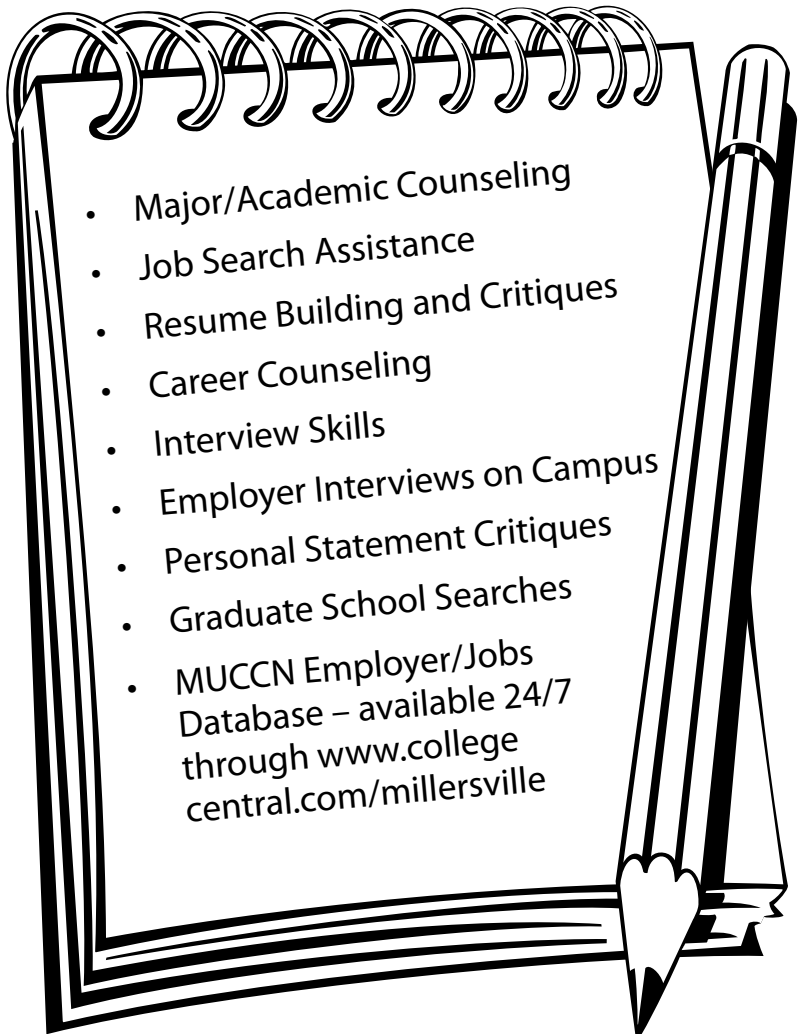 • Major/Academic Counseling
• Job Search Assistance
• Resume Building and Critiques
• Career Counseling
• Interview Skills
• Employer Interviews on Campus
• Personal Statement Critiques
• Graduate School Searches
• MUCCN Employer/Jobs
Database – available 24/7
through www.college
central.com/millersville